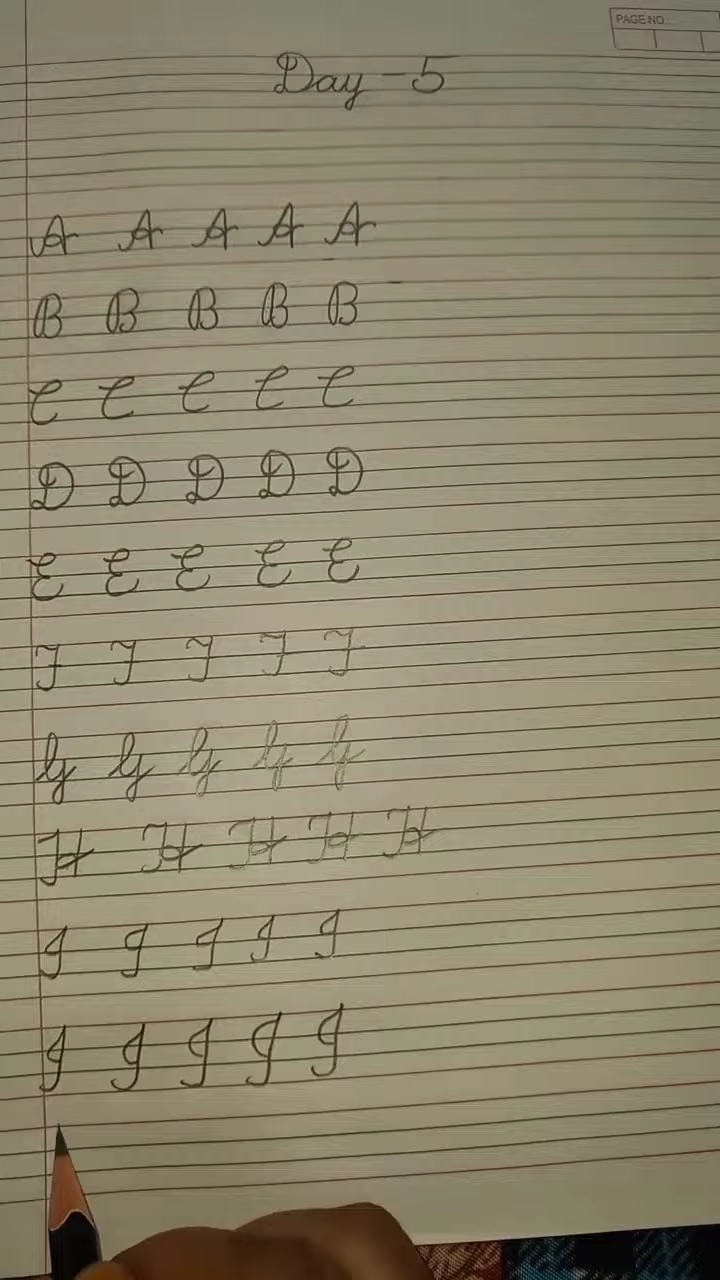 PAGE NO.:
Day - 5
A A A A A
B B B B B
C C C C C
D D D D D
E E E E E
F F F F F
G G G G G
H H H H H
I I I I I
J J J J J